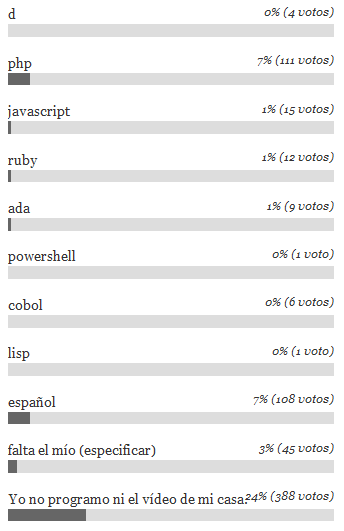 d 0% (4 votos)
php 7% (111 votos)
javascript 1% (15 votos)
ruby 1% (12 votos)
ada 1% (9 votos)
powershell 0% (1 voto)
cobol 0% (6 votos)
lisp 0% (1 voto)
español 7% (108 votos)
falta el mío (especificar) 3% (45 votos)
Yo no programo ni el vídeo de mi casa. 24% (388 votos)